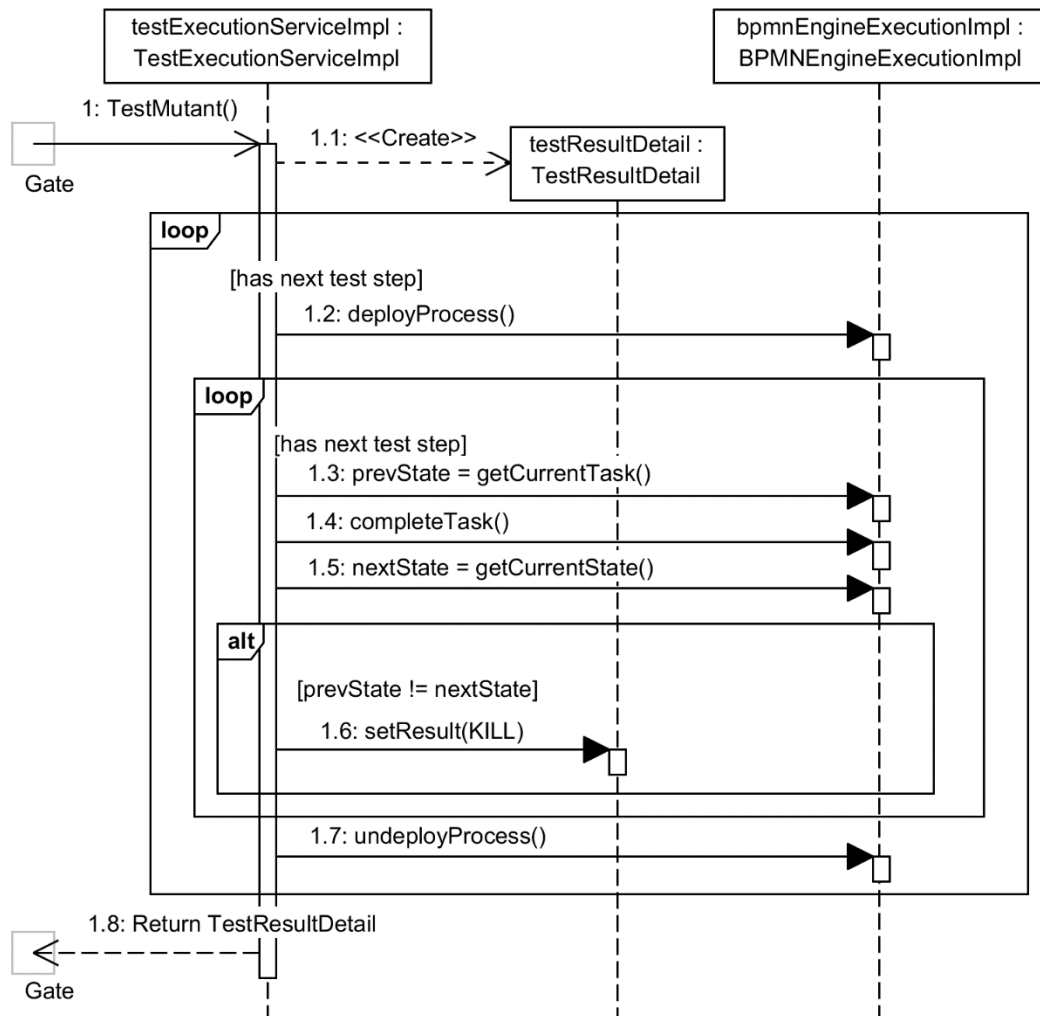 testExecutionServiceImpl :
TestExecutionServiceImpl
bpmnEngineExecutionImpl :
BPMNEngineExecutionImpl
1: TestMutant()
Gate
1.1: <<Create>>
testResultDetail :
TestResultDetail
loop
[has next test step]
1.2: deployProcess()
loop
[has next test step]
1.3: prevState = getCurrentTask()
1.4: completeTask()
1.5: nextState = getCurrentState()
alt
[prevState != nextState]
1.6: setResult(KILL)
1.7: undeployProcess()
1.8: Return TestResultDetail
Gate